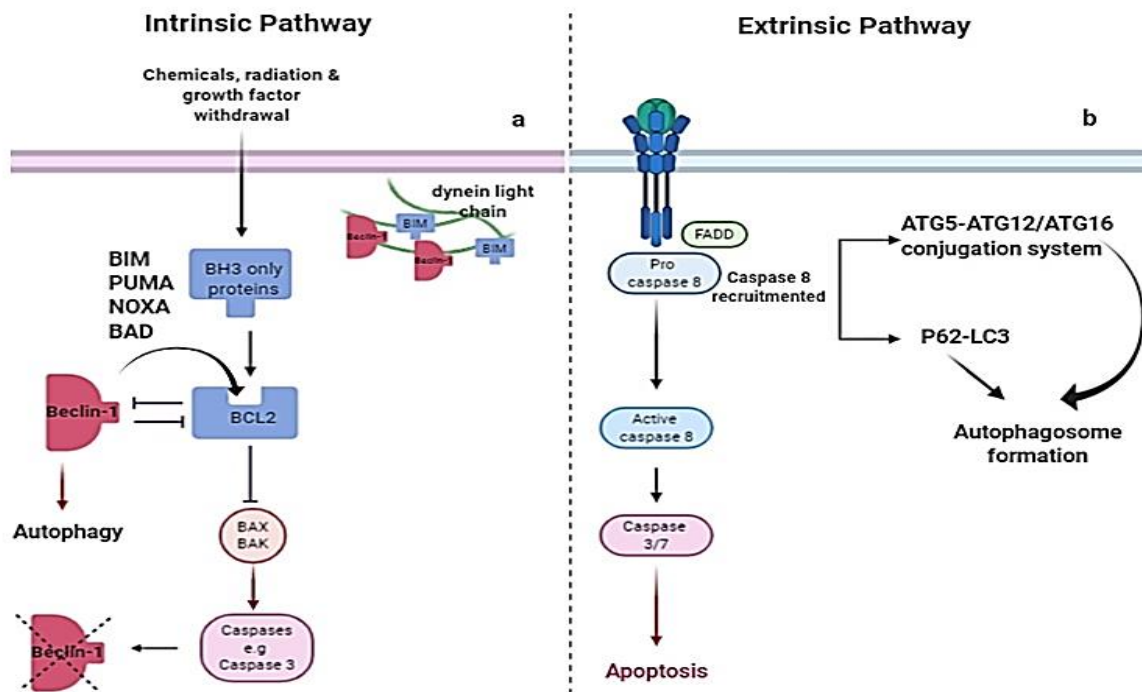 Intrinsic Pathway
Chemicals, radiation &
growth factor
withdrawal
a
dynein light
chain
BIM
Beclin-1
Beclin-1
BIM
BIM
PUMA
NOXA
BAD
BH3 only
proteins
Beclin-1
BCL2
Autophagy
BAX
BAK
Beclin-1
Caspases
e.g
Caspase 3
Extrinsic Pathway
b
FADD
Pro
caspase 8
Caspase 8
recruitmented
ATG5-ATG12/ATG16
conjugation system
P62-LC3
Autophagosome
formation
Active
caspase 8
Caspase
3/7
Apoptosis